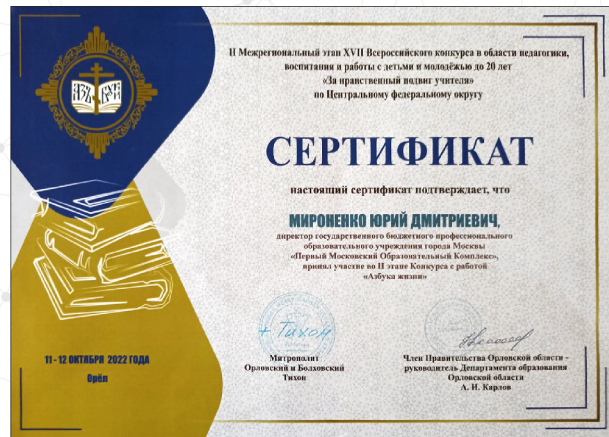 II Межрегиональный этап XVII Всероссийского конкурса в области педагогики,
воспитания и работы с детьми и молодёжью до 20 лет
«За нравственный подвиг учителя»
по Центральному федеральному округу
СЕРТИФИКАТ
настоящий сертификат подтверждает, что
МИРОНЕНКО ЮРИЙ ДМИТРИЕВИЧ,
директор государственного бюджетного профессионального
образовательного учреждения города Москвы
«Первый Московский Образовательный Комплекс»,
принял участие во II этапе Конкурса с работой
«Азбука жизни»
+ Тихон
Митрополит
Орловский и Болховский
Тихон
Член Правительства Орловской области -
руководитель Департамента образования
Орловской области
А. И. Карлов
11 - 12 ОКТЯБРЯ 2022 ГОДА
Орёл